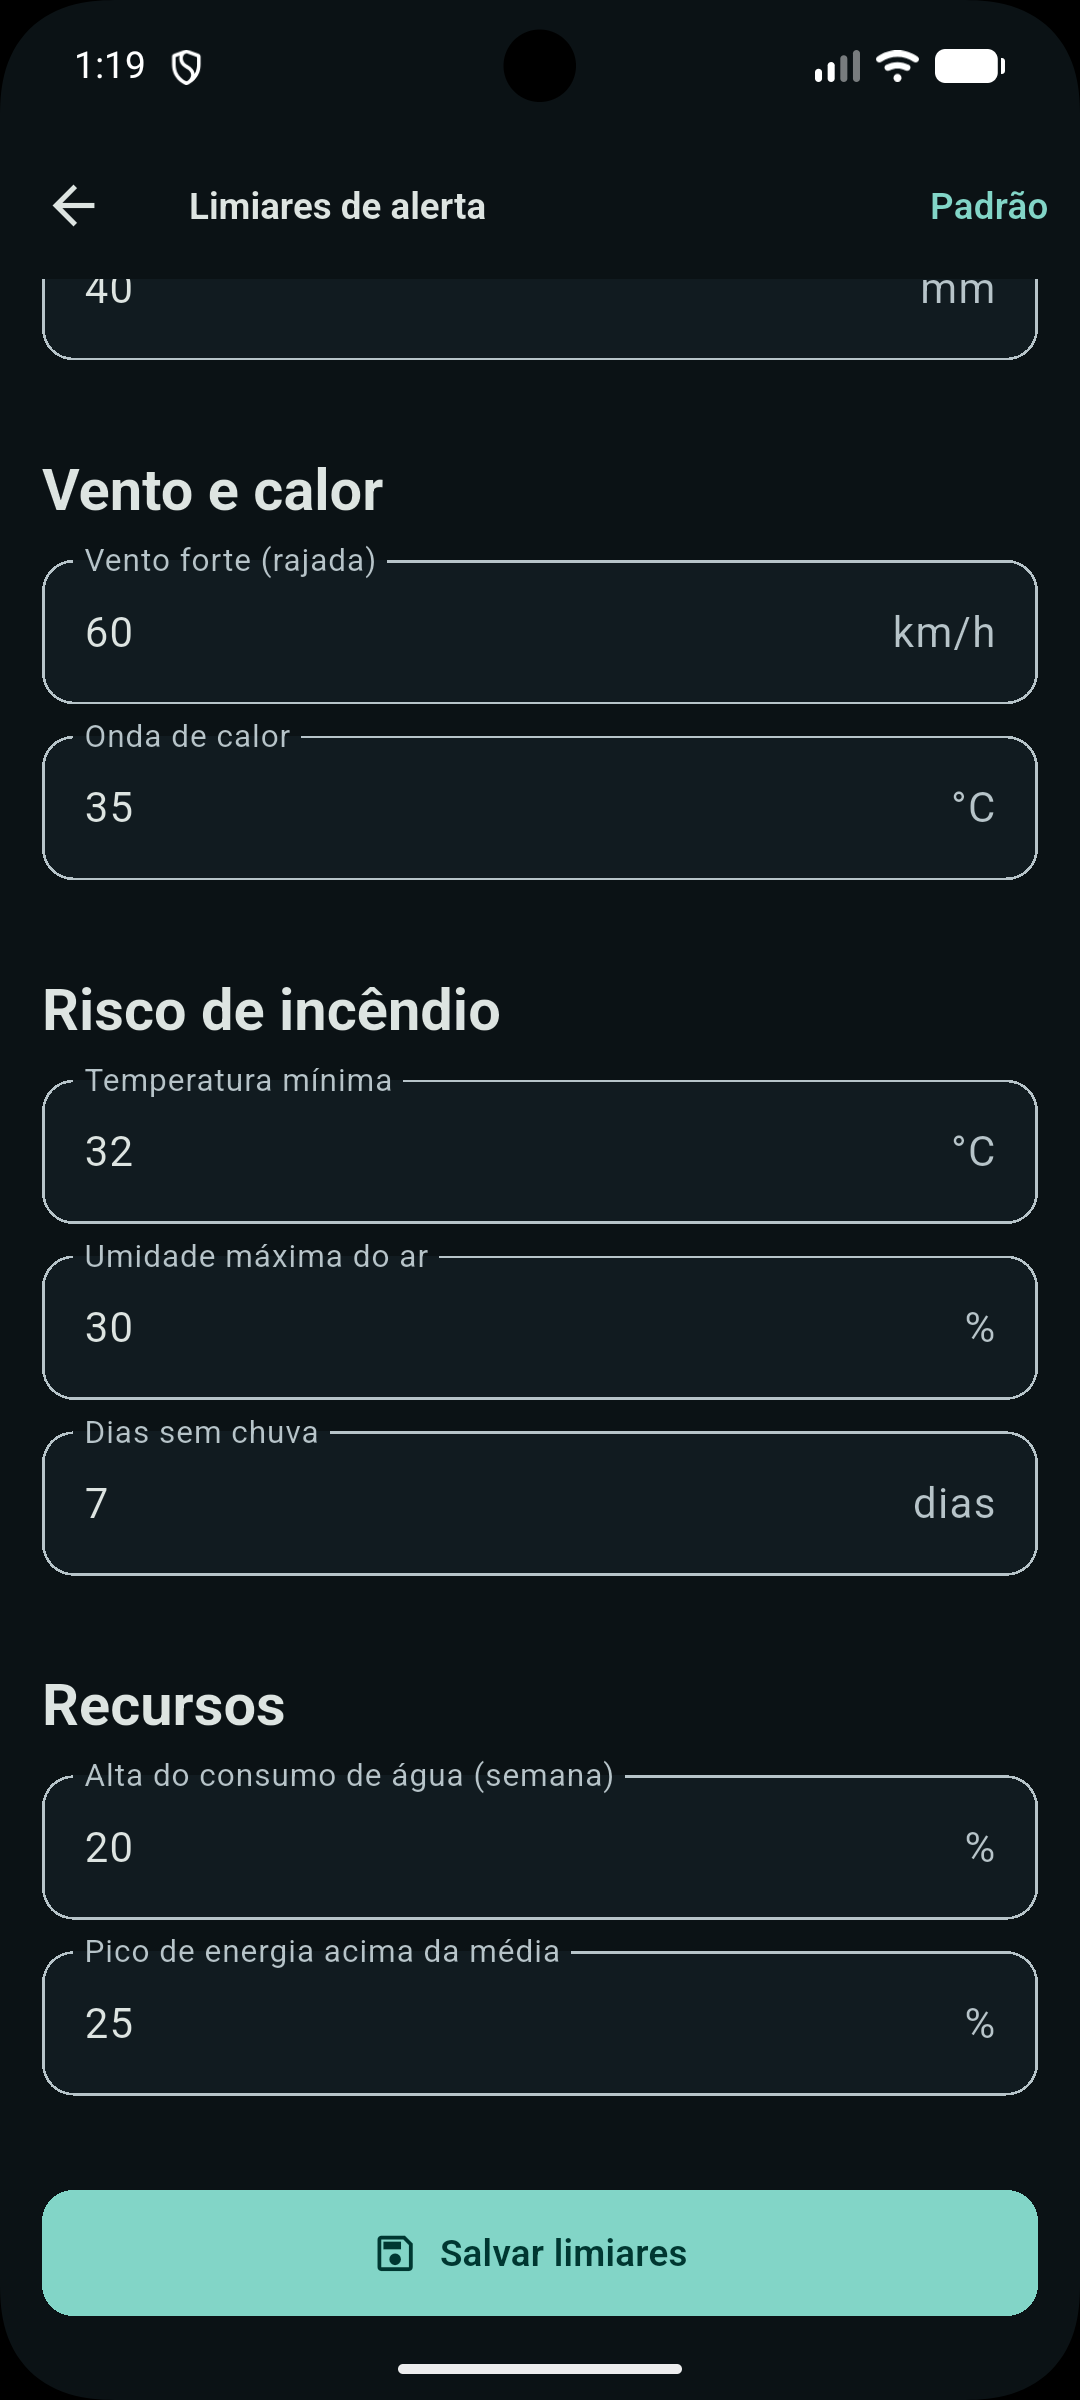 1:19
Limiares de alerta
Padrão
40 mm
Vento e calor
Vento forte (rajada)
60 km/h
Onda de calor
35 °C
Risco de incêndio
Temperatura mínima
32 °C
Umidade máxima do ar
30 %
Dias sem chuva
7 dias
Recursos
Alta do consumo de água (semana)
20 %
Pico de energia acima da média
25 %
Salvar limiares